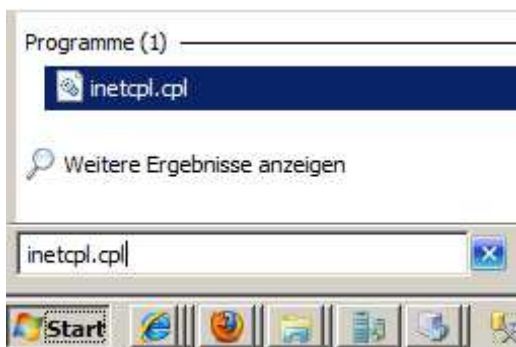 Programme (1)
inetcpl.cpl
Weitere Ergebnisse anzeigen
inetcpl.cpl
Start